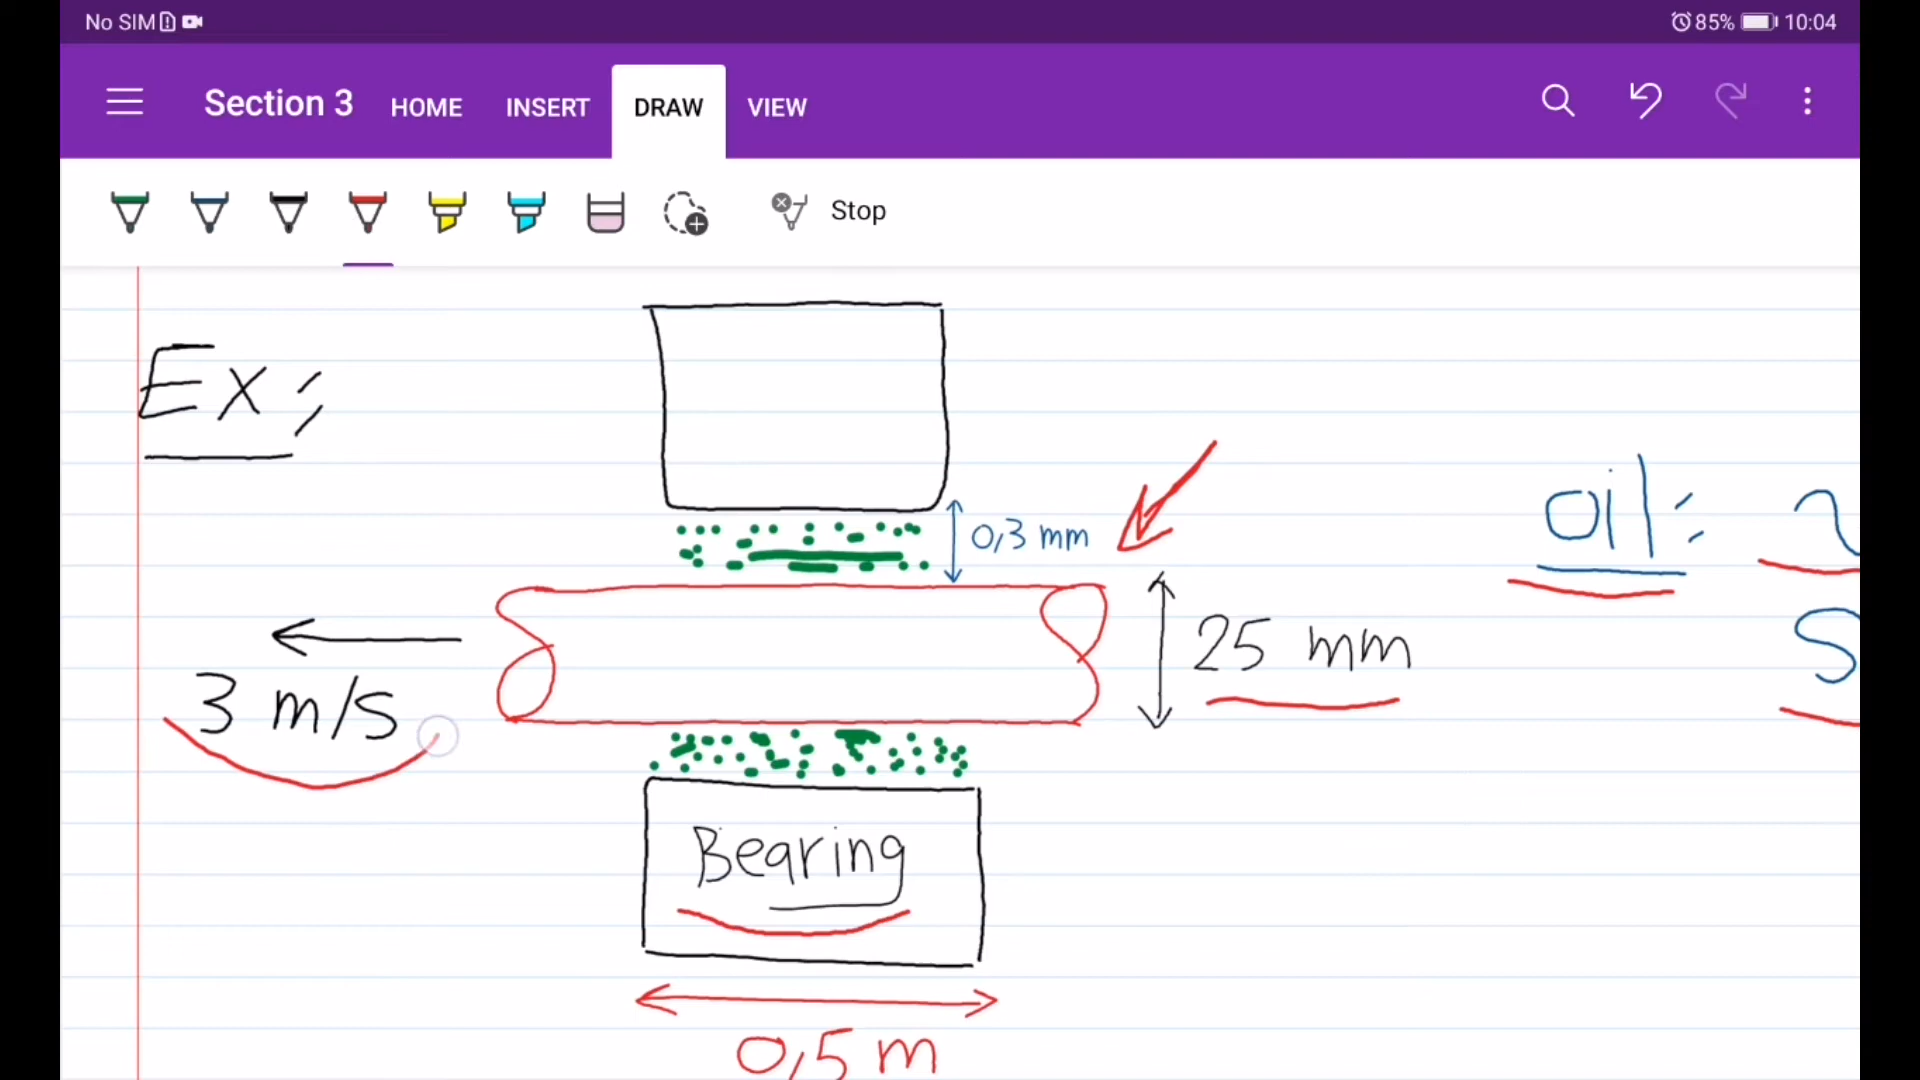 No SIM 85% 10:04
Section 3 HOME INSERT DRAW VIEW
Stop
Ex:
0,3 mm
oil:
25 mm
3 m/s
Bearing
0,5 m